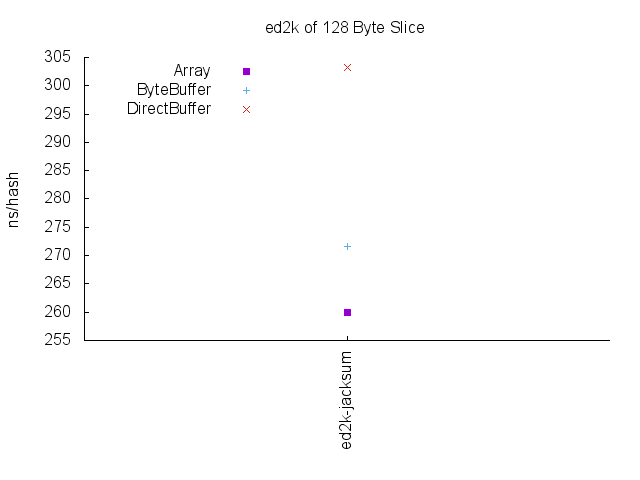 ed2k of 128 Byte Slice
ns/hash
305
300
295
290
285
280
275
270
265
260
255
Array
ByteBuffer
DirectBuffer
ed2k-jacksum